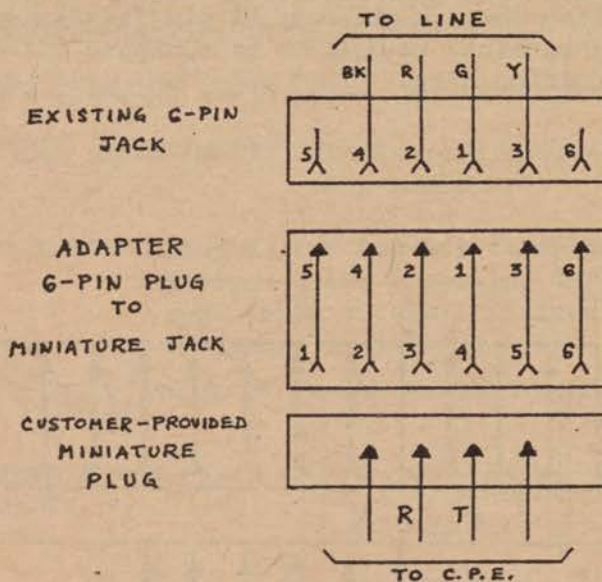 TO LINE
BK R G Y
EXISTING 6-PIN
JACK
5 4 2 1 3 6
ADAPTER
6-PIN PLUG
TO
MINIATURE JACK
5 4 2 1 3 6
1 2 3 4 5 6
CUSTOMER-PROVIDED
MINIATURE
PLUG
R T
TO C.P.E.